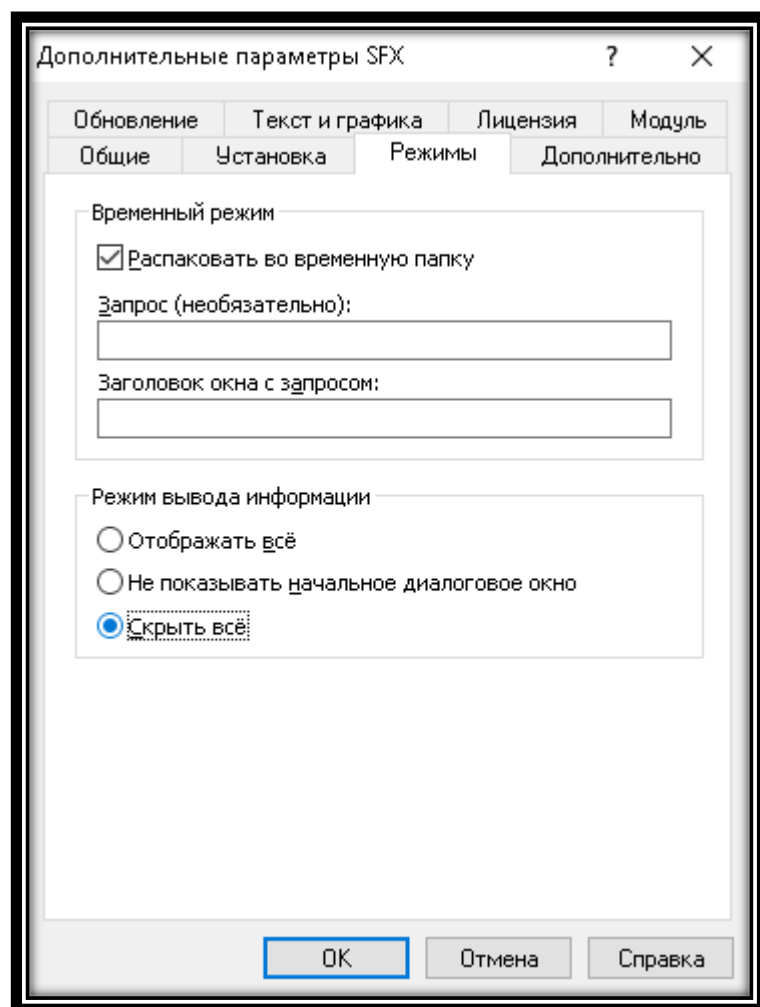 Дополнительные параметры SFX ?
Обновление Текст и графика Лицензия Модуль
Общие Установка Режимы Дополнительно
Временный режим
Распаковать во временную папку
Запрос (необязательно):
Заголовок окна с запросом:
Режим вывода информации
Отображать всё
Не показывать начальное диалоговое окно
Скрыть всё
ОК Отмена Справка